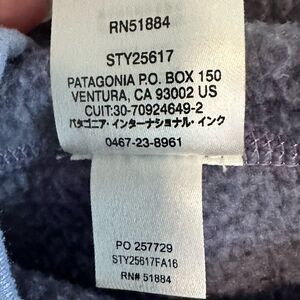 RN51884
STY25617
PATAGONIA P.O. BOX 150
VENTURA, CA 93002 US
CUIT:30-70924649-2
パタゴニア・インターナショナル・インク
0467-23-8961
PO 257729
STY25617FA16
RN# 51884